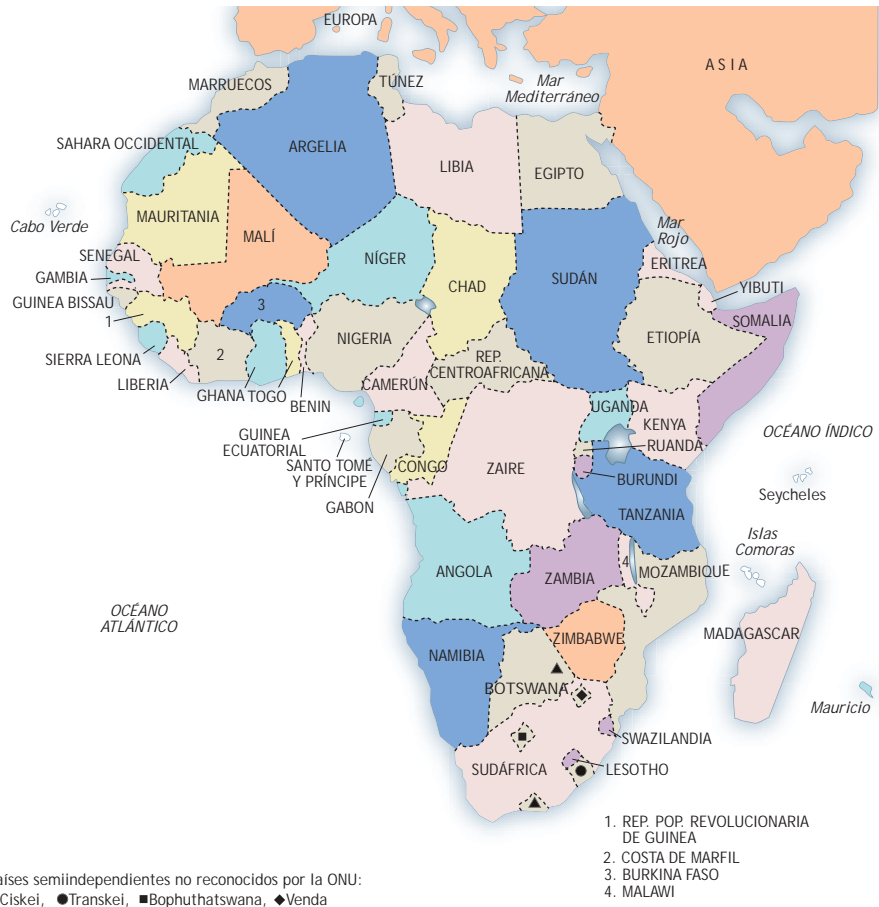 EUROPA
ASIA
MARRUECOS
TÚNEZ
Mar
Mediterráneo
SAHARA OCCIDENTAL
ARGELIA
LIBIA
EGIPTO
MAURITANIA
Cabo Verde
MALÍ
NÍGER
CHAD
SUDÁN
Mar
Rojo
ERITREA
SENEGAL
GAMBIA
GUINEA BISSAU
1
3
YIBUTI
SOMALIA
NIGERIA
ETIOPÍA
2
SIERRA LEONA
LIBERIA
GHANA
TOGO
BENIN
CAMERÚN
REP.
CENTROAFRICANA
UGANDA
KENYA
OCÉANO ÍNDICO
GUINEA
ECUATORIAL
RUANDA
SANTO TOMÉ
Y PRÍNCIPE
CONGO
ZAIRE
BURUNDI
Seychelles
GABON
TANZANIA
Islas
Comoras
ANGOLA
ZAMBIA
4
MOZAMBIQUE
OCÉANO
ATLÁNTICO
NAMIBIA
ZIMBABWE
MADAGASCAR
BOTSWANA
Mauricio
SWAZILANDIA
SUDÁFRICA
LESOTHO
1. REP. POP. REVOLUCIONARIA
DE GUINEA
2. COSTA DE MARFIL
3. BURKINA FASO
4. MALAWI
aíses semiindependientes no reconocidos por la ONU:
Ciskei, ●Transkei, ■Bophuthatswana, ◆Venda